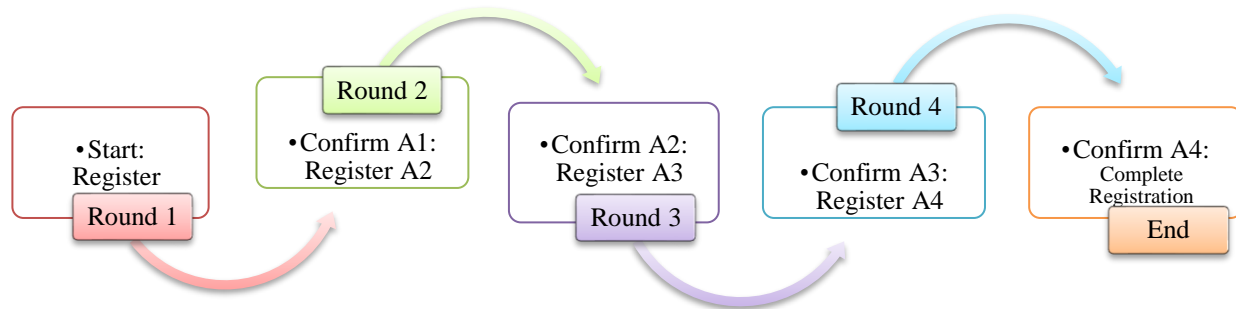 •Start:
Register
Round 1
Round 2
•Confirm A1:
Register A2
•Confirm A2:
Register A3
Round 3
Round 4
•Confirm A3:
Register A4
•Confirm A4:
Complete
Registration
End